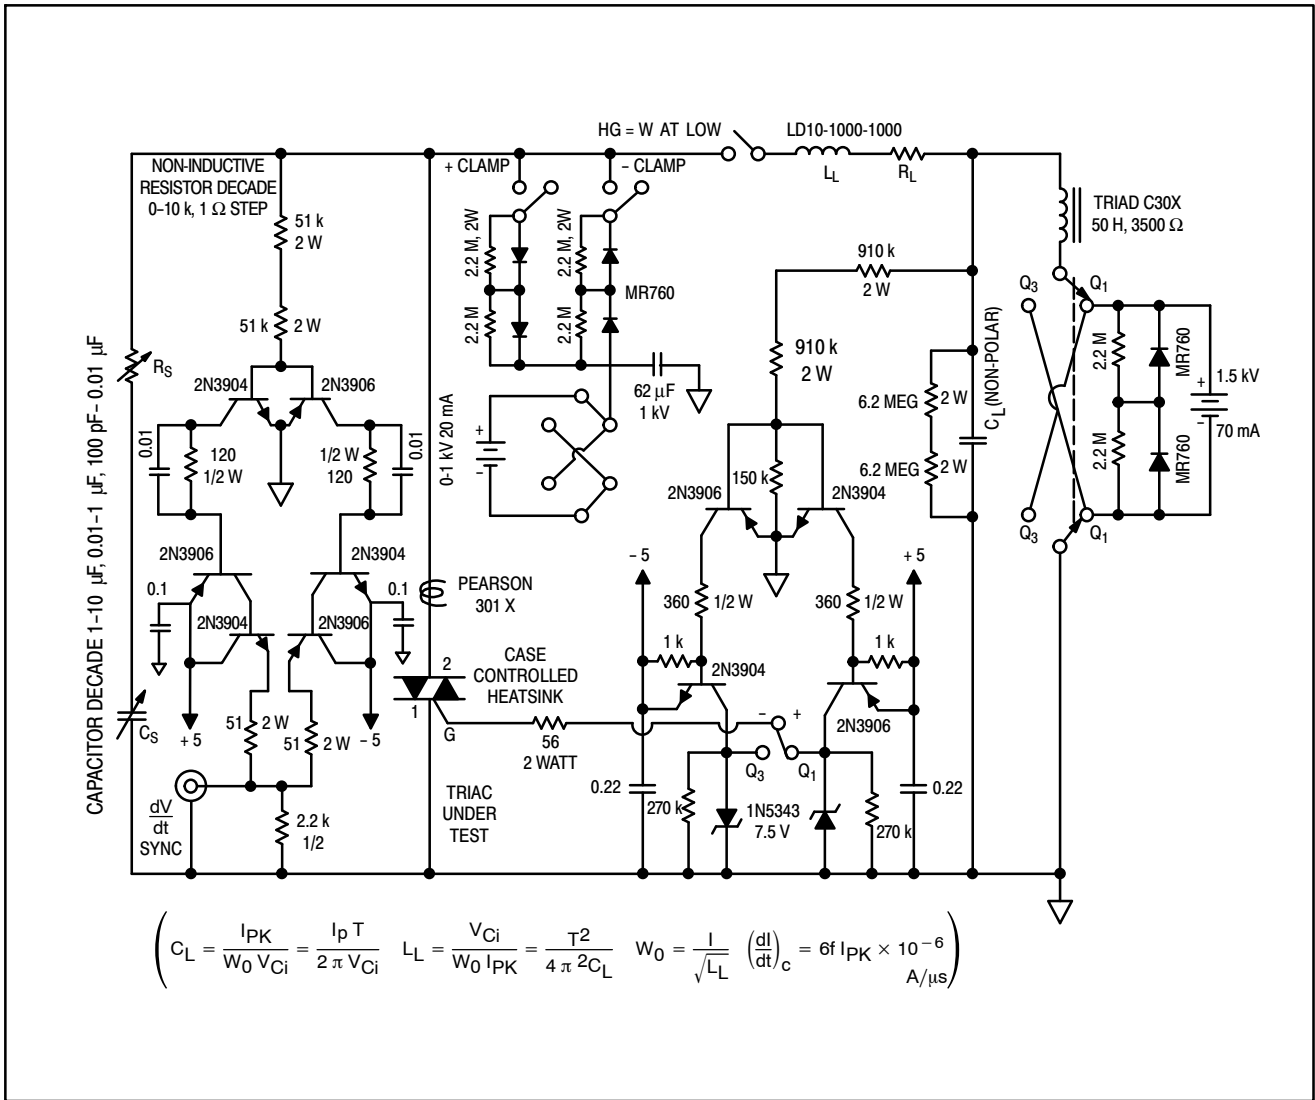 HG = W AT LOW
LD10-1000-1000
NON-INDUCTIVE
RESISTOR DECADE
0–10 k, 1 Ω STEP
+ CLAMP
– CLAMP
L_L
R_L
TRIAD C30X
50 H, 3500 Ω
51 k
2 W
2.2 M, 2W
2.2 M, 2W
910 k
2 W
51 k
2 W
2.2 M
2.2 M
MR760
Q3
Q1
CAPACITOR DECADE 1–10 μF, 0.01–1 μF, 100 pF– 0.01 μF
R_S
2N3904
2N3906
62 μF
1 kV
910 k
2 W
6.2 MEG
2 W
C_L (NON-POLAR)
2.2 M
MR760
+
1.5 kV
–
70 mA
0.01
120
1/2 W
1/2 W
120
0.01
0-1 kV 20 mA
+
–
6.2 MEG
2 W
2.2 M
MR760
150 k
2N3906
2N3904
Q3
Q1
2N3906
2N3904
0.1
0.1
PEARSON
301 X
– 5
+ 5
360
1/2 W
360
1/2 W
2N3904
2N3906
1 k
1 k
CASE
CONTROLLED
HEATSINK
2
1
G
2N3904
2N3906
C_S
+ 5
51
2 W
51
2 W
– 5
56
2 WATT
–
+
Q3
Q1
dV
dt
SYNC
2.2 k
1/2
TRIAC
UNDER
TEST
0.22
270 k
1N5343
7.5 V
270 k
0.22
( C_L = I_PK / W_0 V_Ci = I_p T / 2 π V_Ci   L_L = V_Ci / W_0 I_PK = T^2 / 4 π ^2 C_L   W_0 = I / √L_L   (dI/dt)_c = 6f I_PK × 10^–6 A/μs )